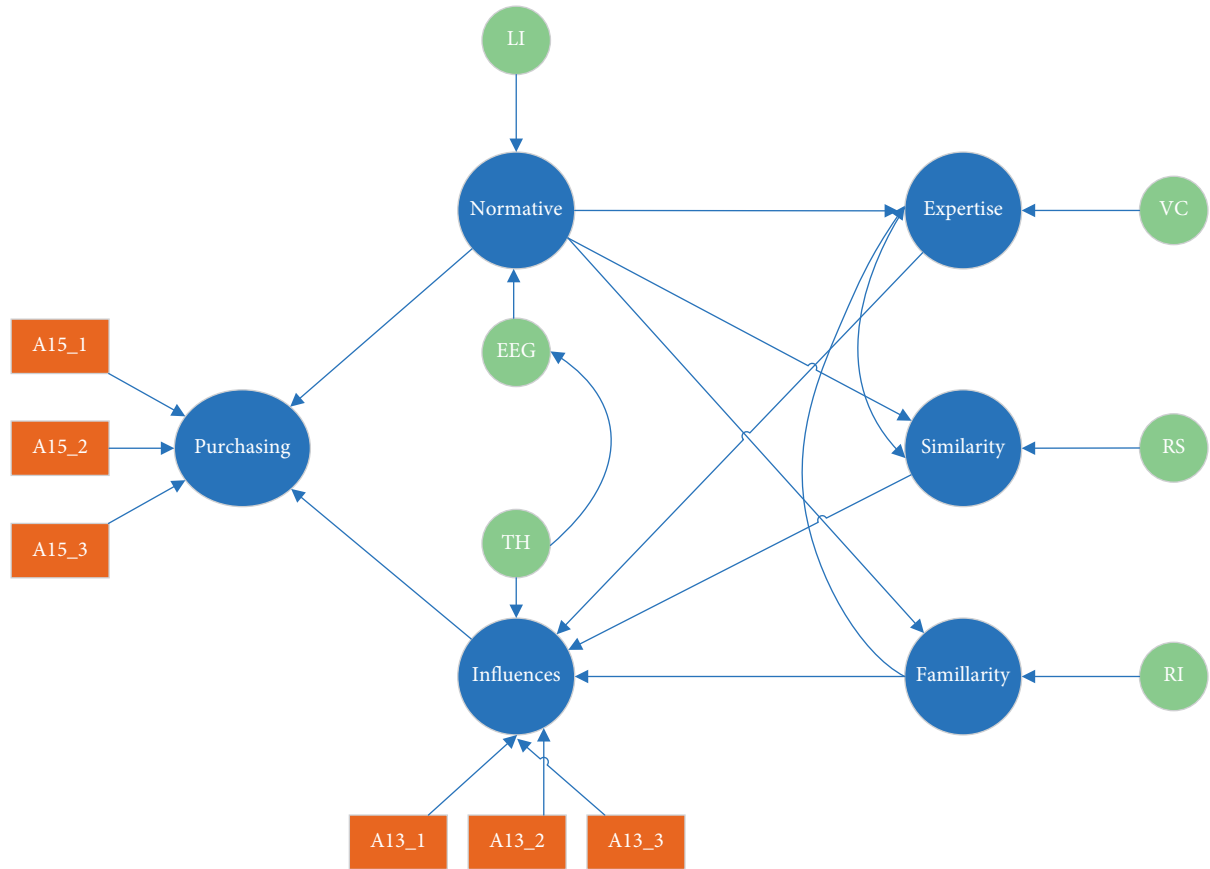 LI
Normative
Expertise
VC
A15_1
EEG
A15_2
Purchasing
Similarity
RS
A15_3
TH
Influences
Famillarity
RI
A13_1
A13_2
A13_3